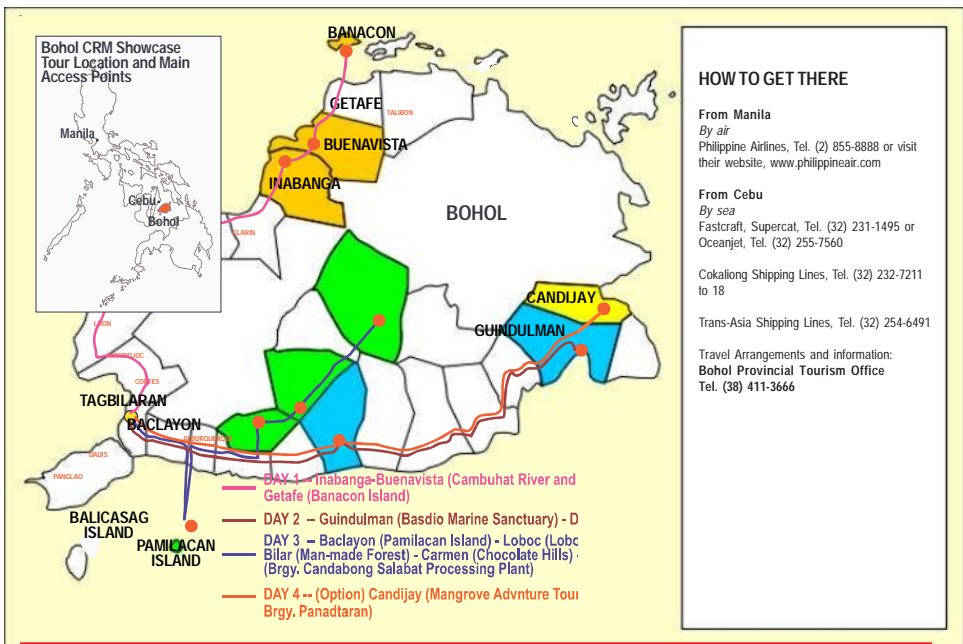 Bohol CRM Showcase
Tour Location and Main
Access Points
Manila
Cebu
Bohol
BANACON
GETAFE
TALIBON
BUENAVISTA
INABANGA
BOHOL
CLARIN
CANDIJAY
GUINDULMAN
LOON
MARIBOJOC
CORTES
TAGBILARAN
BACLAYON
ALBURQUERQUE
DAUIS
PANGLAO
BALICASAG
ISLAND
PAMILACAN
ISLAND
DAY 1 -- Inabanga-Buenavista (Cambuhat River and
Getafe (Banacon Island)
DAY 2 – Guindulman (Basdio Marine Sanctuary) - D
DAY 3 – Baclayon (Pamilacan Island) - Loboc (Lobo
Bilar (Man-made Forest) - Carmen (Chocolate Hills) -
(Brgy. Candabong Salabat Processing Plant)
DAY 4 -- (Option) Candijay (Mangrove Advnture Tour
Brgy. Panadtaran)
HOW TO GET THERE
From Manila
By air
Philippine Airlines, Tel. (2) 855-8888 or visit
their website, www.philippineair.com
From Cebu
By sea
Fastcraft, Supercat, Tel. (32) 231-1495 or
Oceanjet, Tel. (32) 255-7560
Cokaliong Shipping Lines, Tel. (32) 232-7211
to 18
Trans-Asia Shipping Lines, Tel. (32) 254-6491
Travel Arrangements and information:
Bohol Provincial Tourism Office
Tel. (38) 411-3666